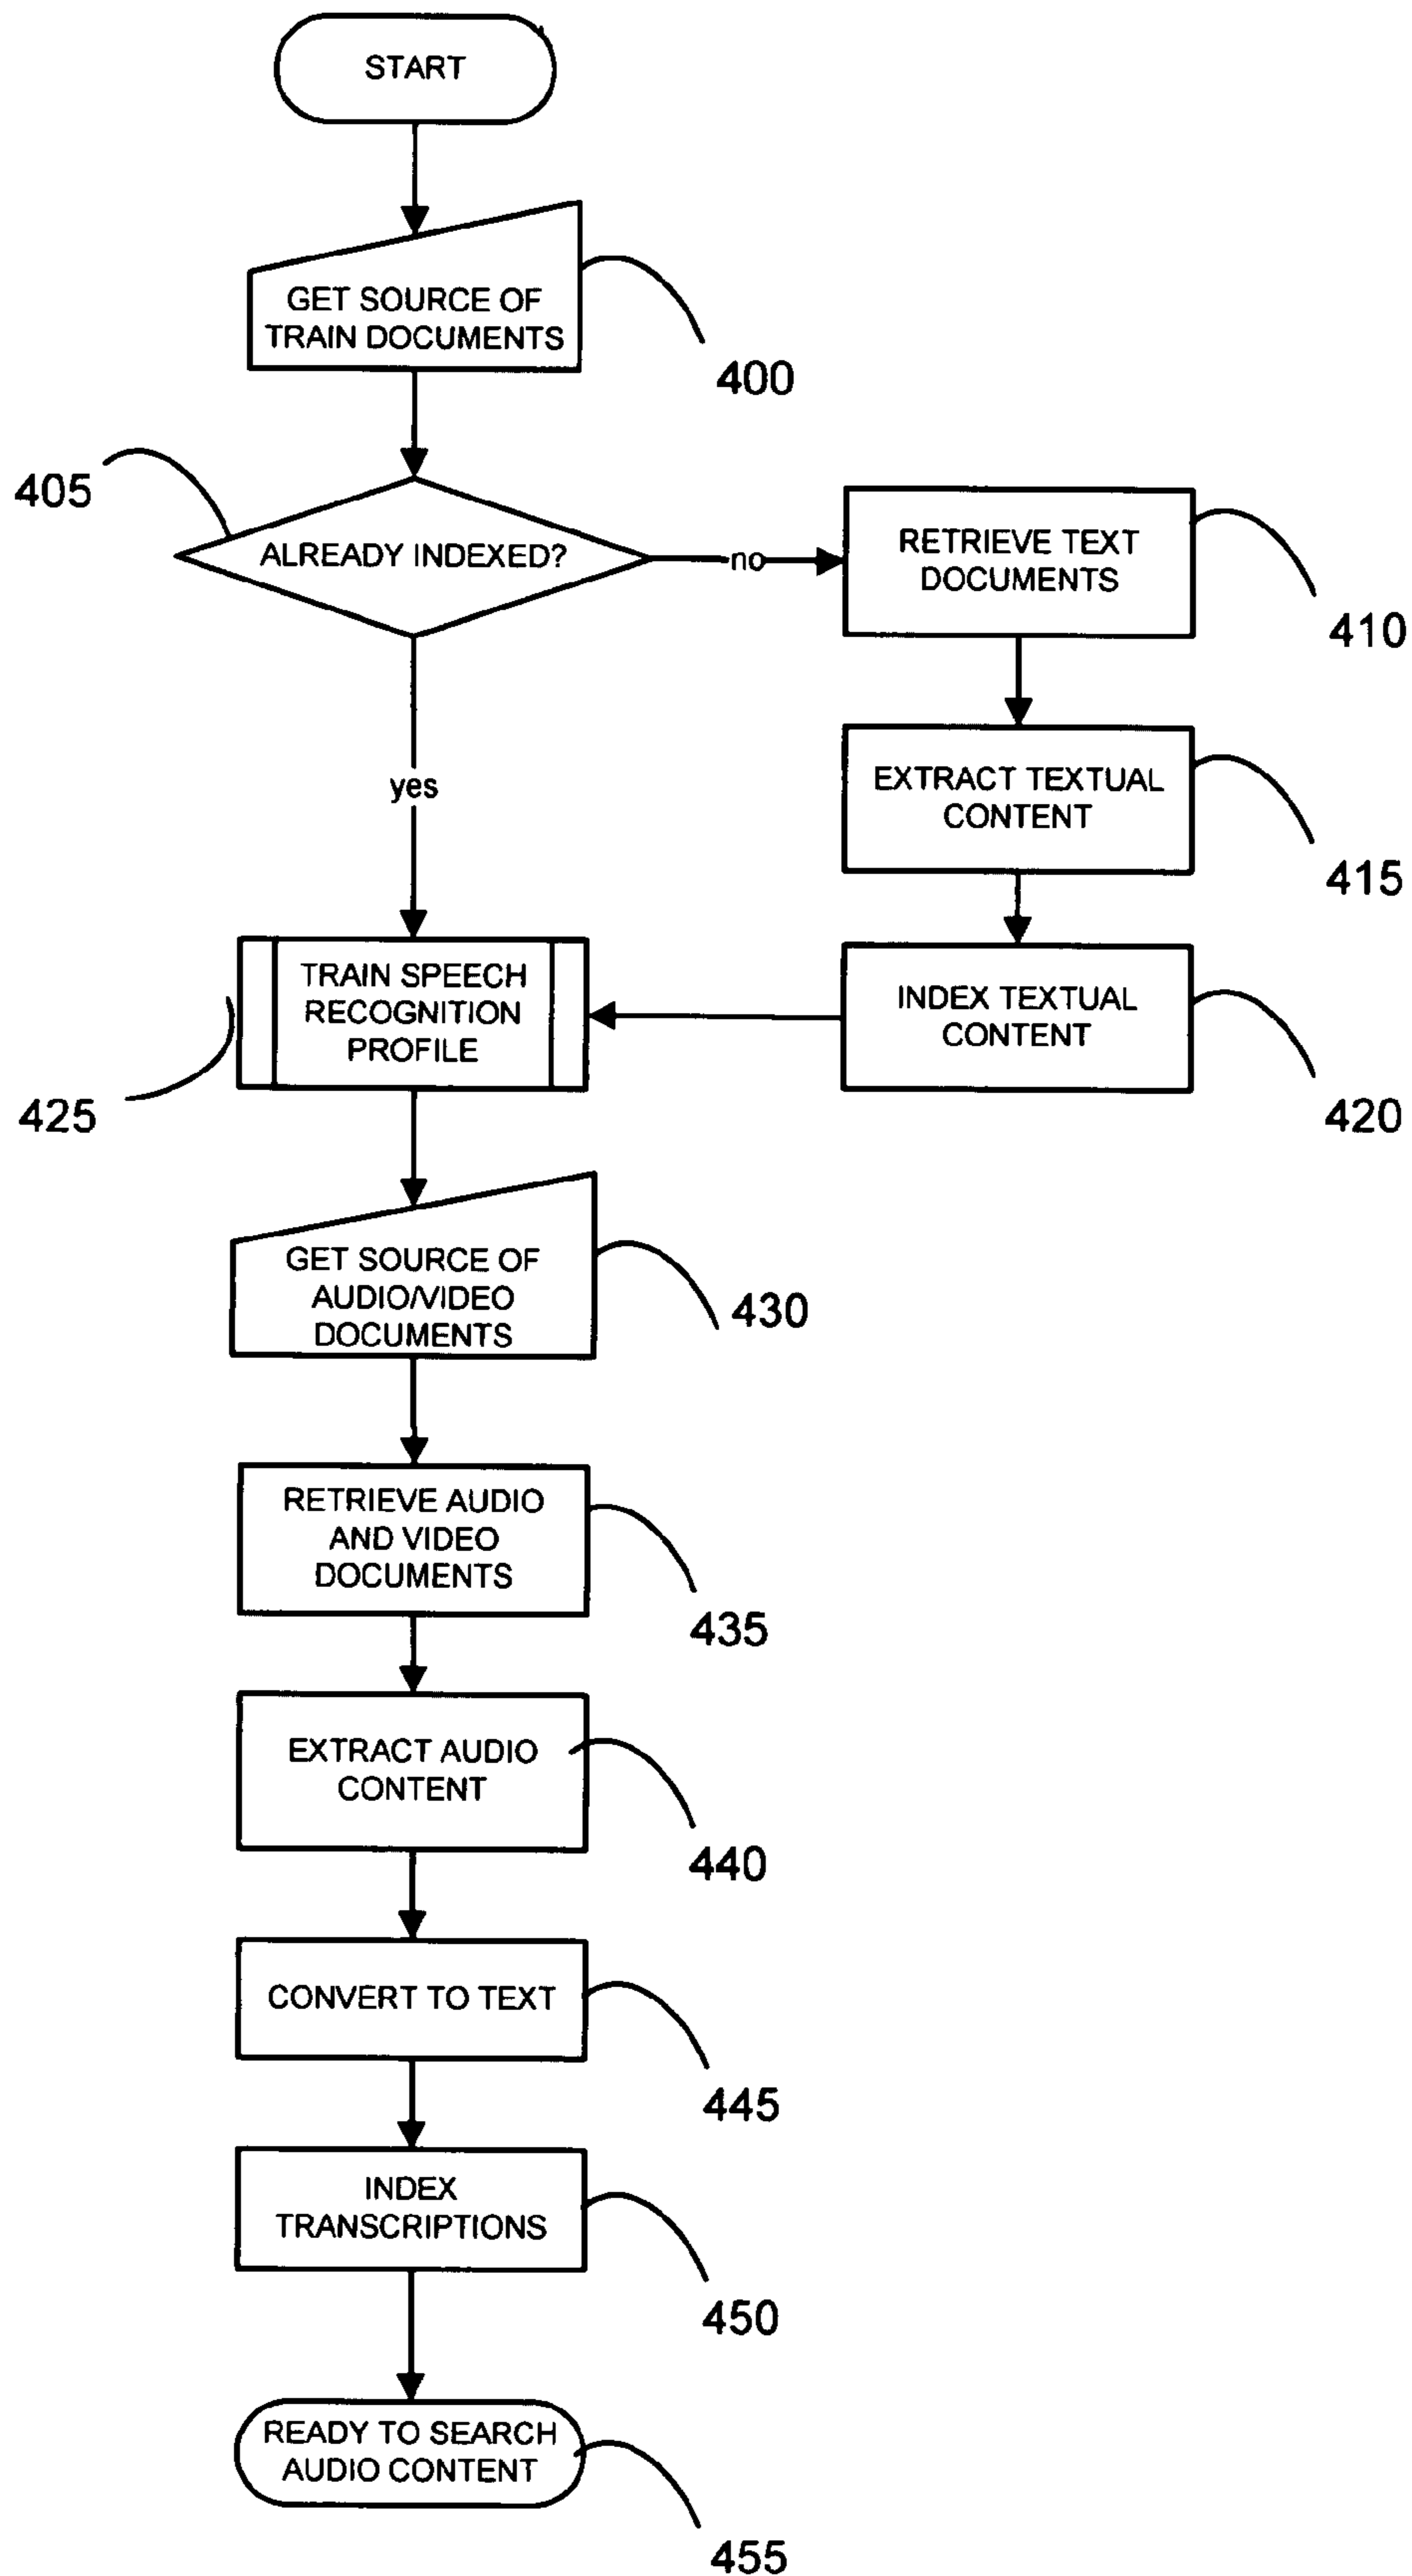 START
GET SOURCE OF
TRAIN DOCUMENTS
400
405
ALREADY INDEXED?
no
RETRIEVE TEXT
DOCUMENTS
410
yes
EXTRACT TEXTUAL
CONTENT
415
TRAIN SPEECH
RECOGNITION
PROFILE
425
INDEX TEXTUAL
CONTENT
420
GET SOURCE OF
AUDIO/VIDEO
DOCUMENTS
430
RETRIEVE AUDIO
AND VIDEO
DOCUMENTS
435
EXTRACT AUDIO
CONTENT
440
CONVERT TO TEXT
445
INDEX
TRANSCRIPTIONS
450
READY TO SEARCH
AUDIO CONTENT
455